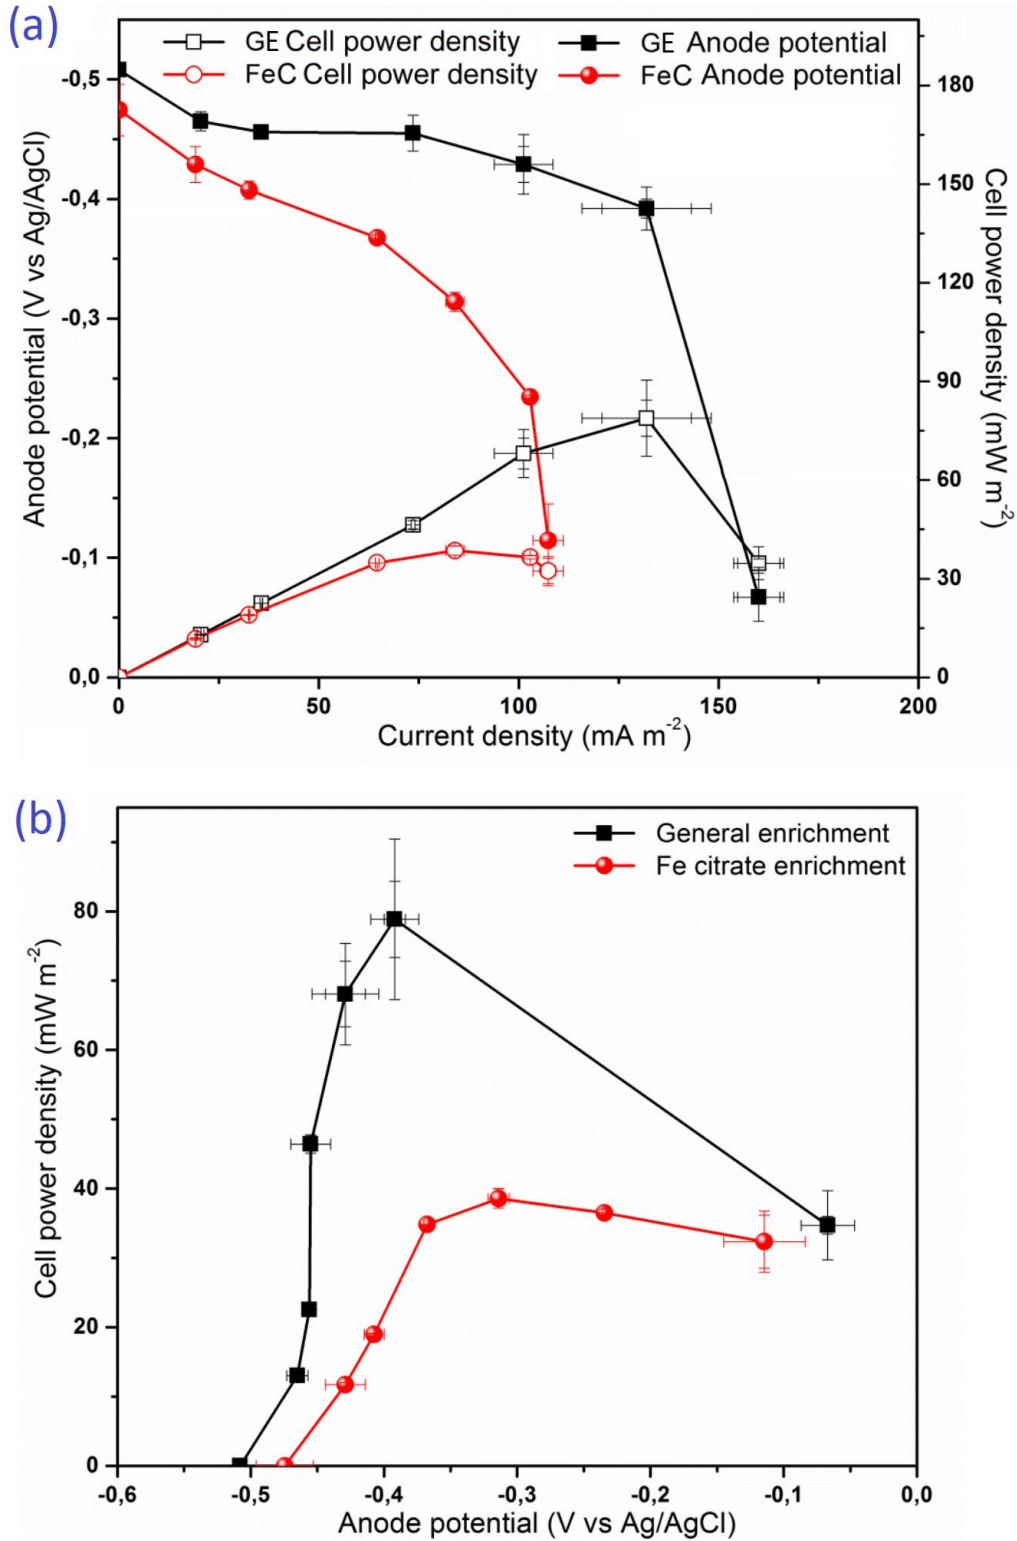 (a)
GE Cell power density
GE Anode potential
FeC Cell power density
FeC Anode potential
-0,5
-0,4
-0,3
-0,2
-0,1
0,0
Anode potential (V vs Ag/AgCl)
180
150
120
90
60
30
0
Cell power density (mW m-2)
0
50
100
150
200
Current density (mA m-2)
(b)
General enrichment
Fe citrate enrichment
80
60
40
20
0
Cell power density (mW m-2)
-0,6
-0,5
-0,4
-0,3
-0,2
-0,1
0,0
Anode potential (V vs Ag/AgCl)